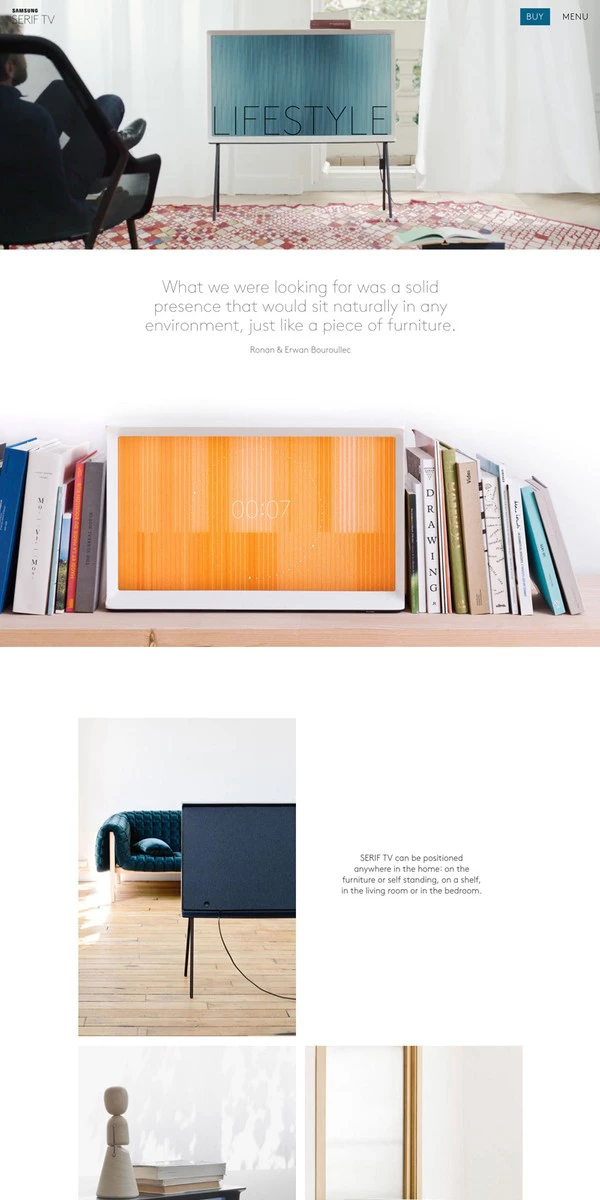 SAMSUNG
SERIF TV
BUY
MENU
LIFESTYLE
What we were looking for was a solid
presence that would sit naturally in any
environment, just like a piece of furniture.
Ronan & Erwan Bouroullec
00:07
DRAWING
Video
SERIF TV can be positioned
anywhere in the home: on the
furniture or self standing, on a shelf,
in the living room or in the bedroom.